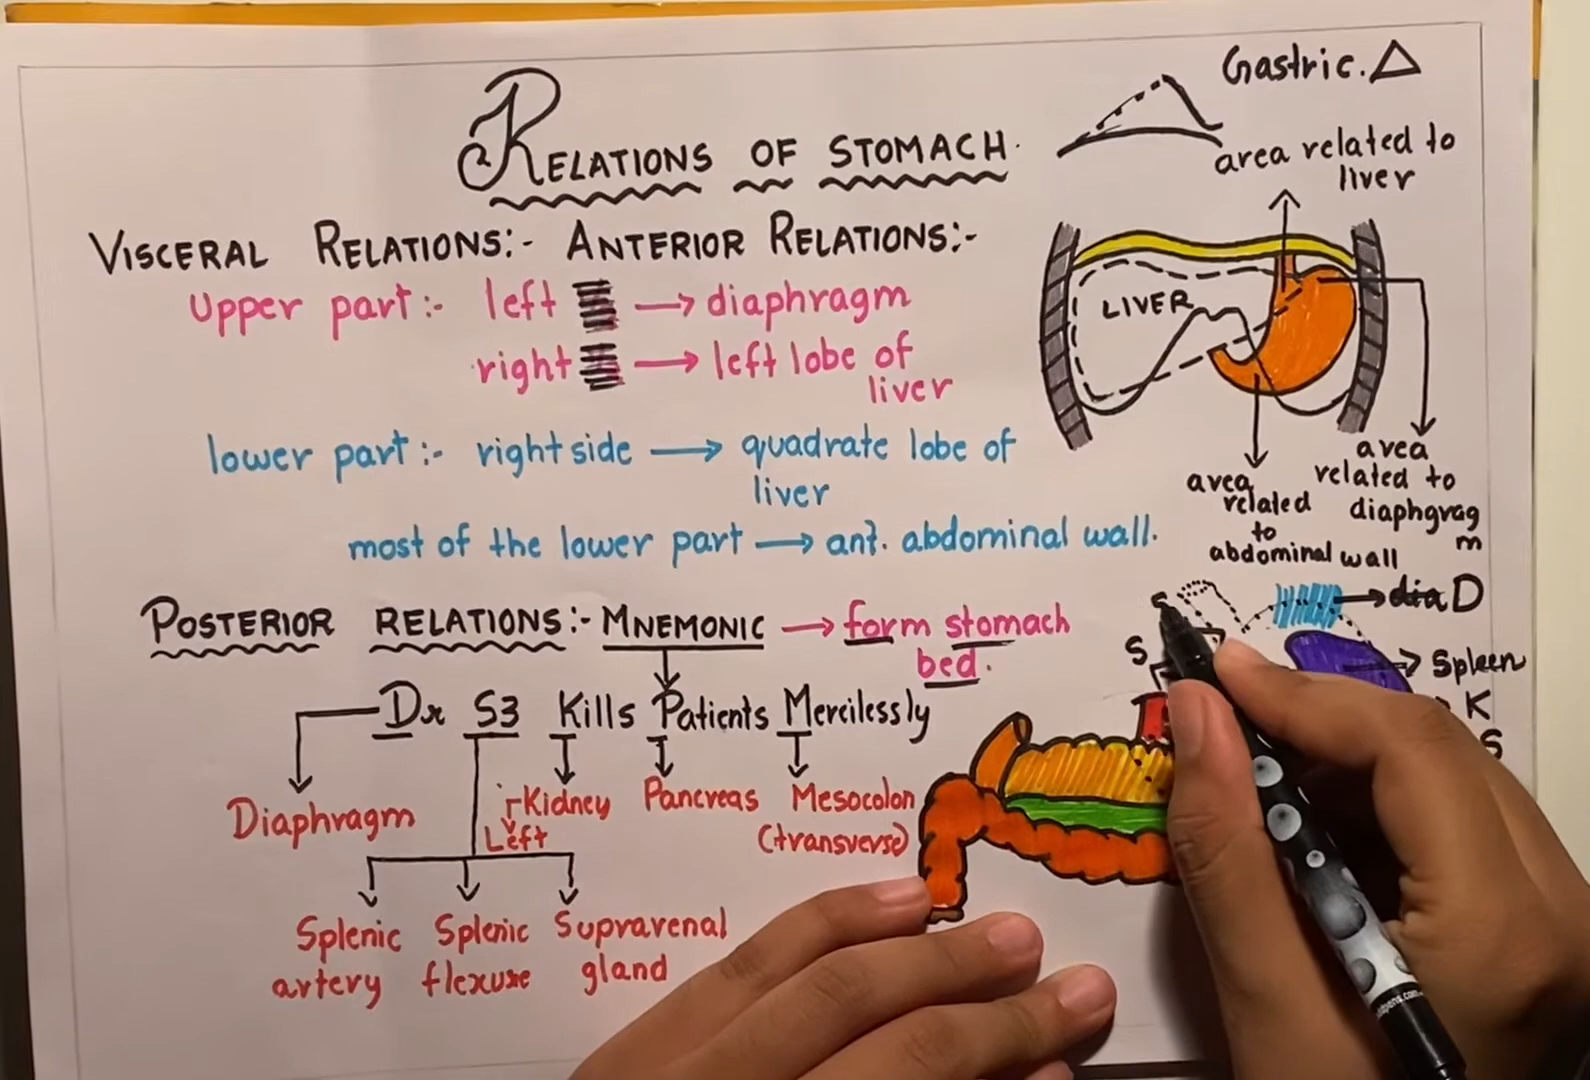 RELATIONS OF STOMACH.
VISCERAL RELATIONS:- ANTERIOR RELATIONS:-
Upper part:- left → diaphragm
right → left lobe of
liver
lower part:- right side → quadrate lobe of
liver
most of the lower part → ant. abdominal wall.
POSTERIOR RELATIONS:- MNEMONIC → form stomach
bed.
Dr S3 Kills Patients Mercilessly
Diaphragm
Kidney
Left
Pancreas
Mesocolon
(transverse)
Splenic
artery
Splenic
flexure
Suprarenal
gland
Gastric. △
area related to
liver
LIVER
area
related
to
abdominal wall
area
related to
diaphgrag
m
D
S
S
Spleen
K
S